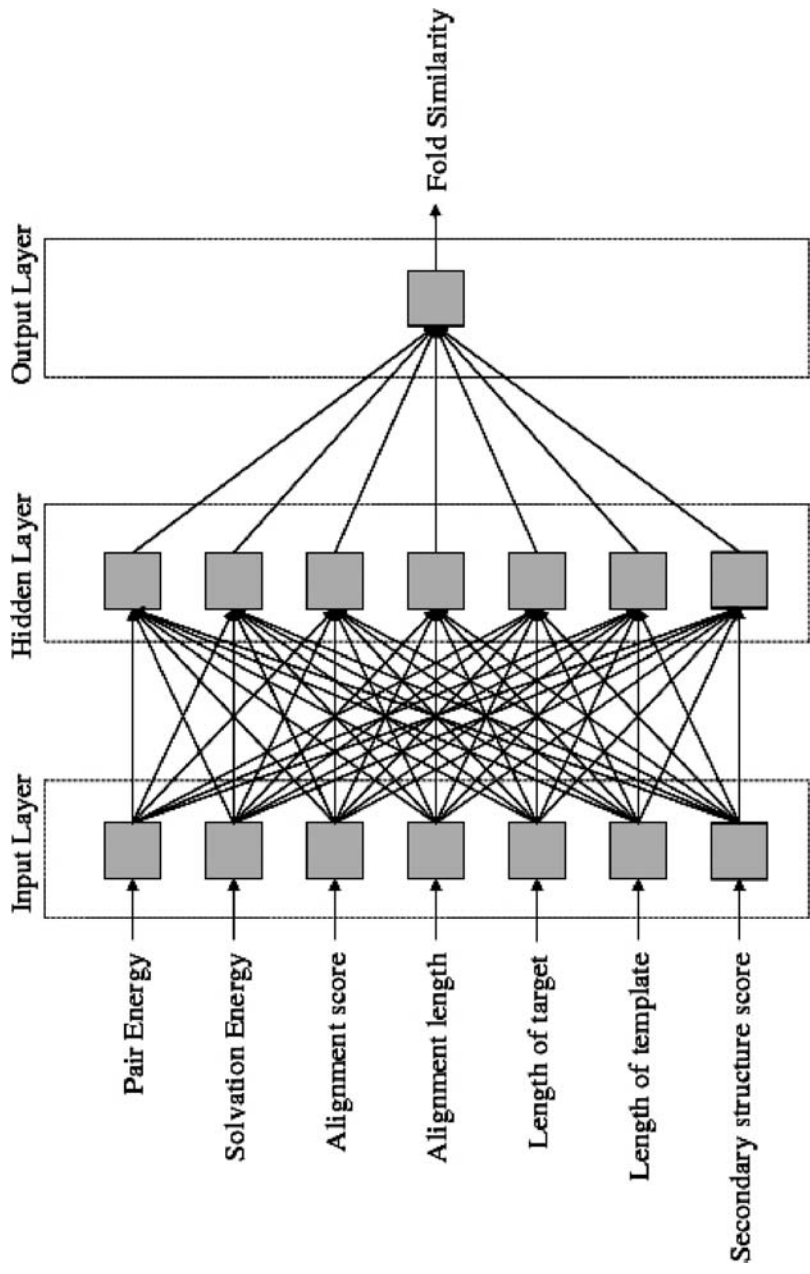 Input Layer
Hidden Layer
Output Layer
Pair Energy
Solvation Energy
Alignment score
Alignment length
Length of target
Length of template
Secondary structure score
Fold Similarity